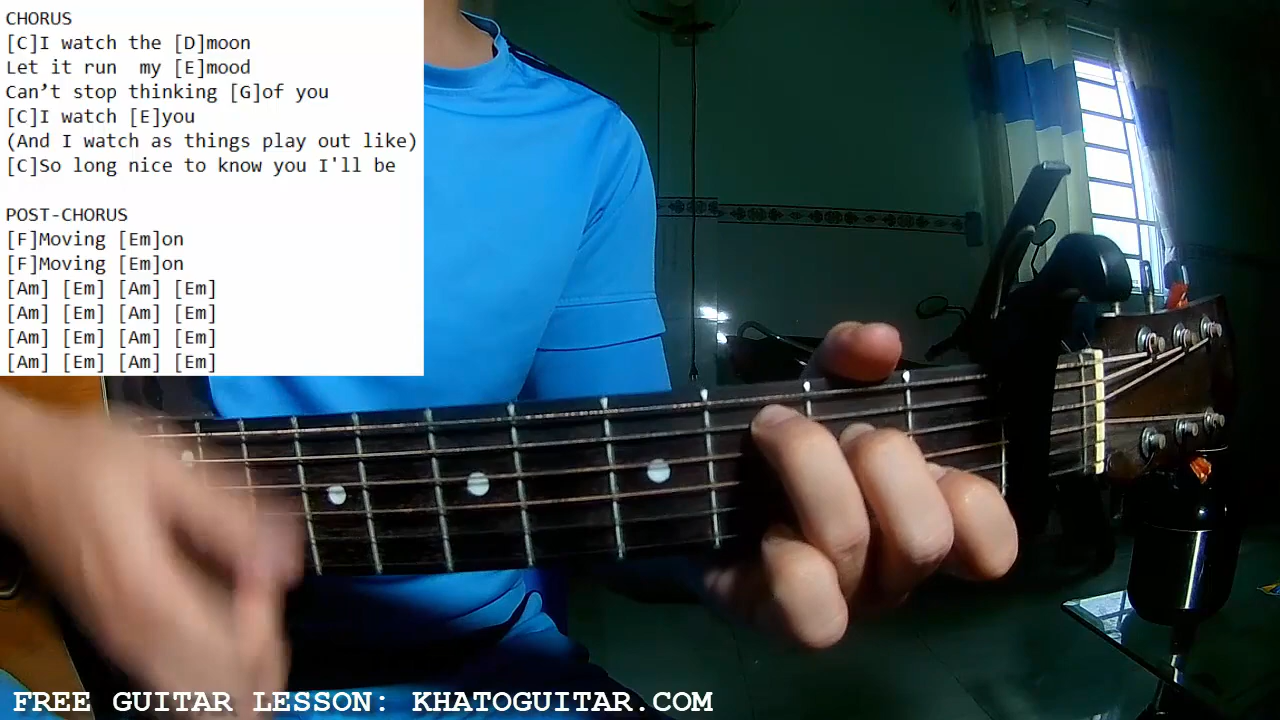 CHORUS
[C]I watch the [D]moon
Let it run  my [E]mood
Can’t stop thinking [G]of you
[C]I watch [E]you
(And I watch as things play out like)
[C]So long nice to know you I'll be

POST-CHORUS
[F]Moving [Em]on
[F]Moving [Em]on
[Am] [Em] [Am] [Em]
[Am] [Em] [Am] [Em]
[Am] [Em] [Am] [Em]
[Am] [Em] [Am] [Em]
FREE GUITAR LESSON: KHATOGUITAR.COM